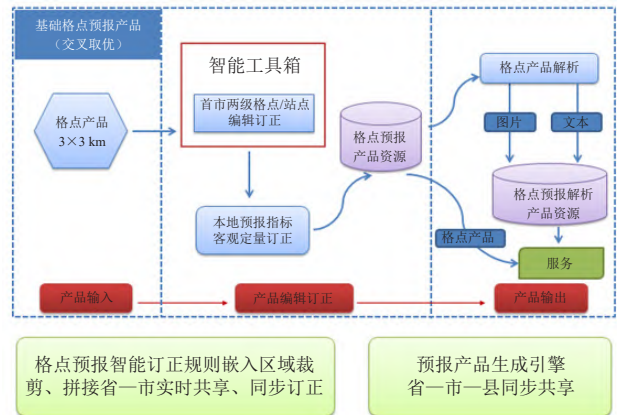 基础格点预报产品
（交叉取优）
格点产品
3×3 km
智能工具箱
首市两级格点/站点
编辑订正
本地预报指标
客观定量订正
格点预报
产品资源
格点产品解析
图片
文本
格点预报解析
产品资源
格点产品
服务
产品输入
产品编辑订正
产品输出
格点预报智能订正规则嵌入区域裁
剪、拼接省—市实时共享、同步订正
预报产品生成引擎
省—市—县同步共享